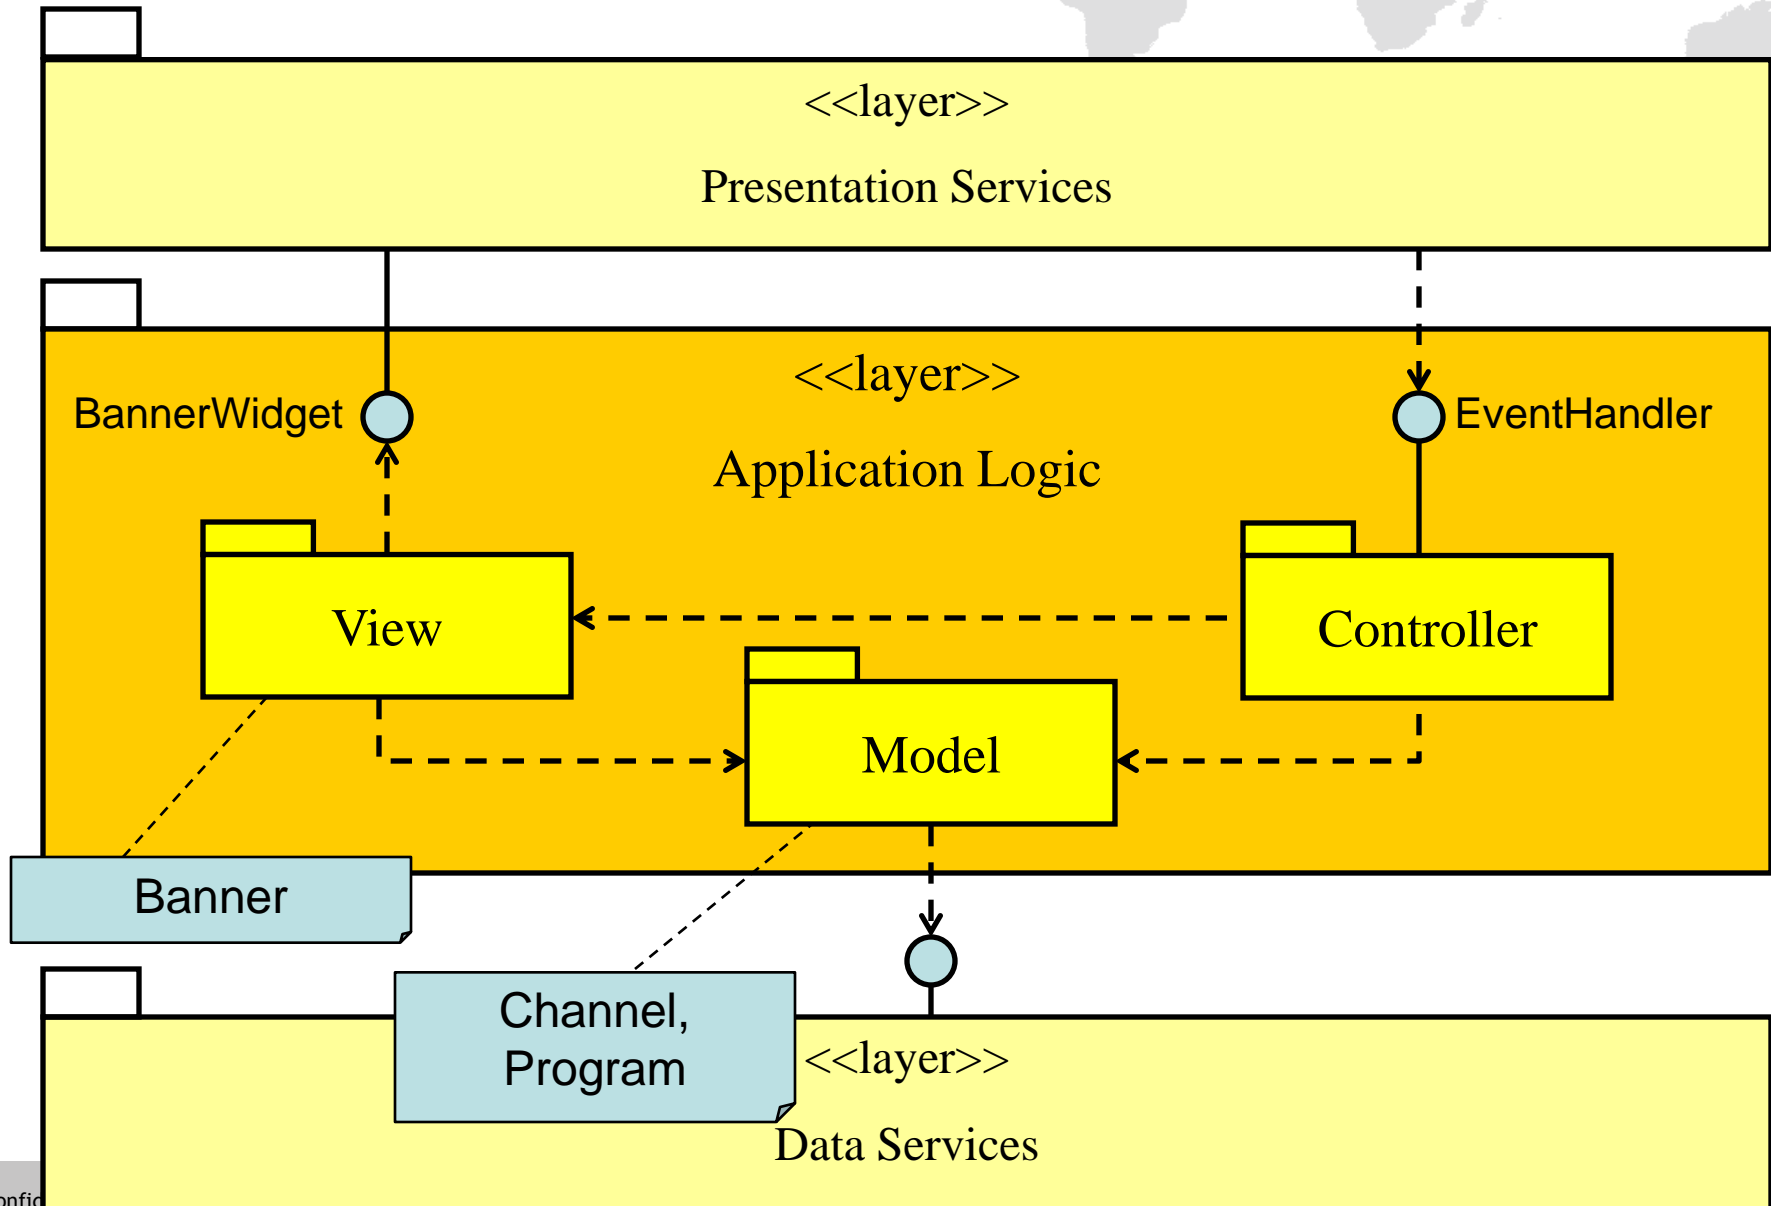 <<layer>>
Presentation Services
<<layer>>
BannerWidget
EventHandler
Application Logic
View
Controller
Model
Banner
Channel,
Program
<<layer>>
Data Services